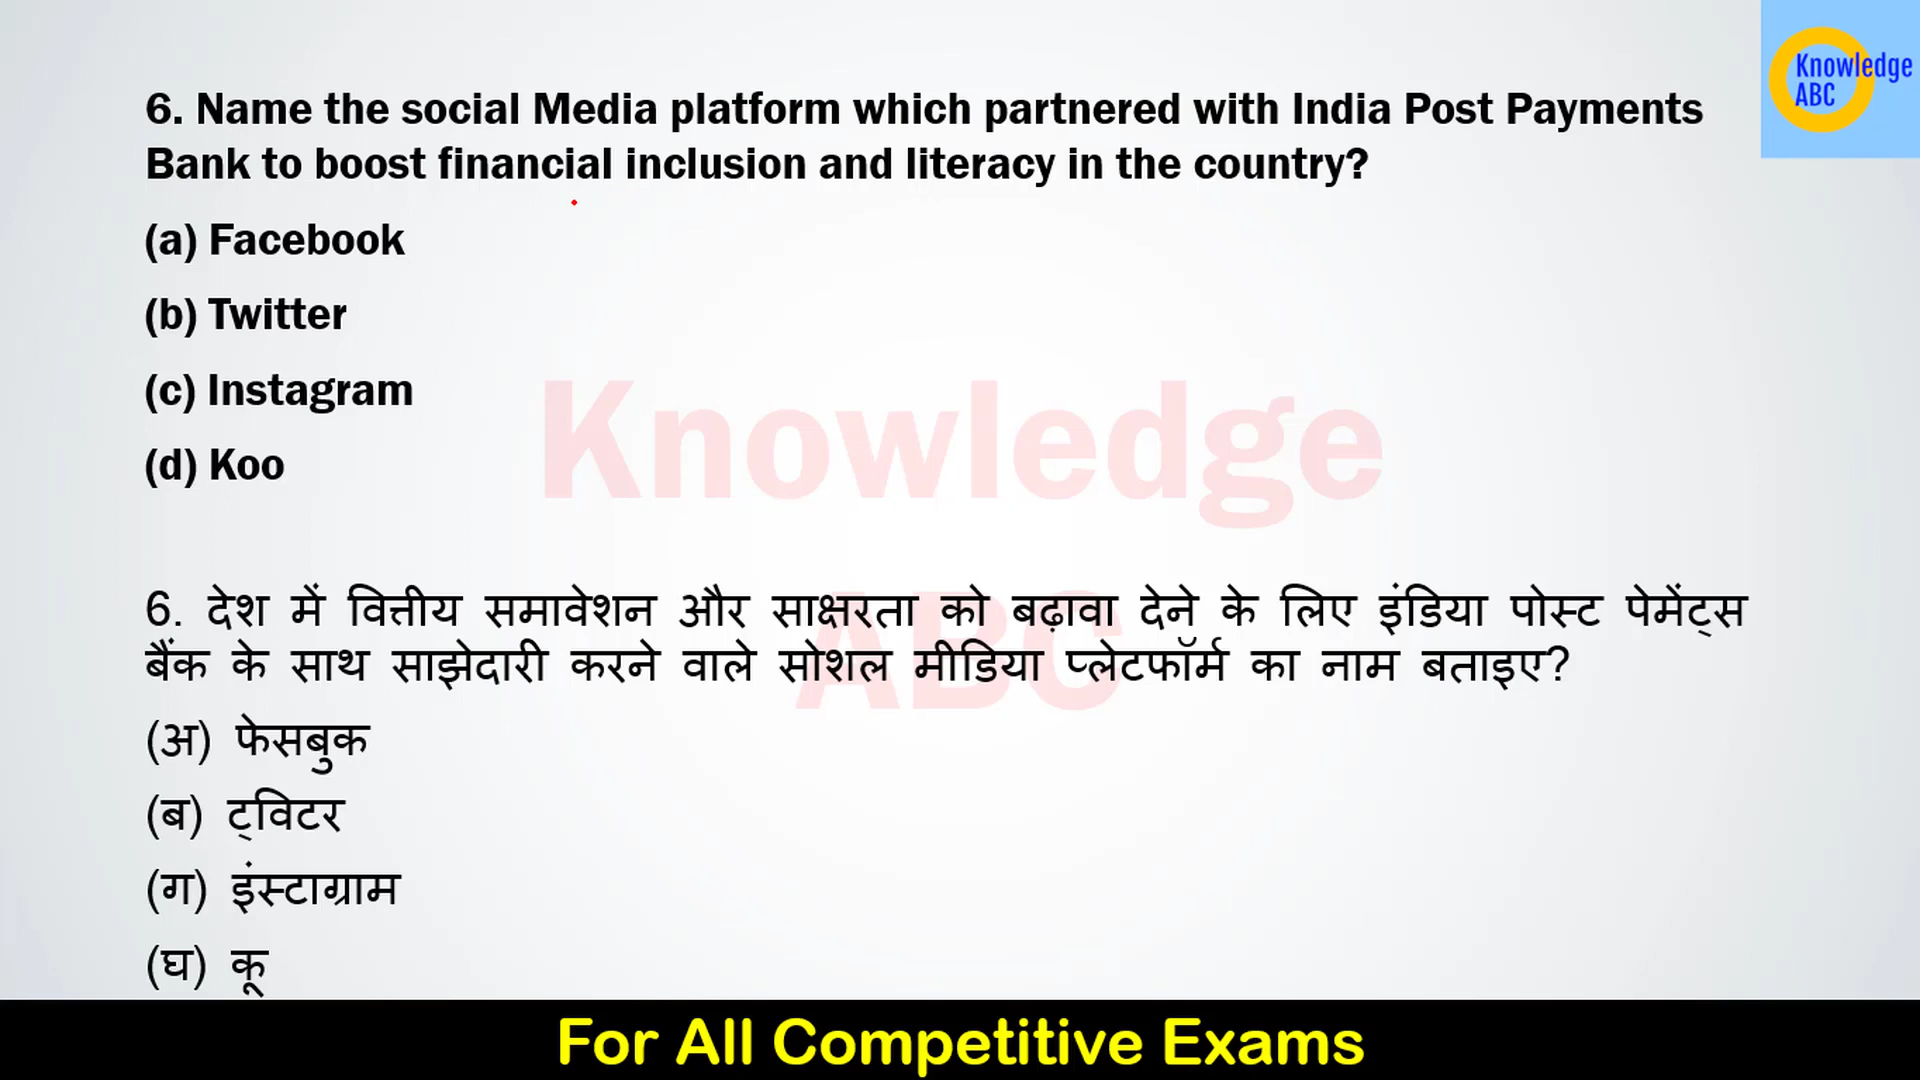 6. Name the social Media platform which partnered with India Post Payments
Bank to boost financial inclusion and literacy in the country?
(a) Facebook
(b) Twitter
(c) Instagram
(d) Koo
6. देश में वित्तीय समावेशन और साक्षरता को बढ़ावा देने के लिए इंडिया पोस्ट पेमेंट्स
बैंक के साथ साझेदारी करने वाले सोशल मीडिया प्लेटफॉर्म का नाम बताइए?
(अ) फेसबुक
(ब) ट्विटर
(ग) इंस्टाग्राम
(घ) कू
Knowledge
ABC
Knowledge
ABC
For All Competitive Exams